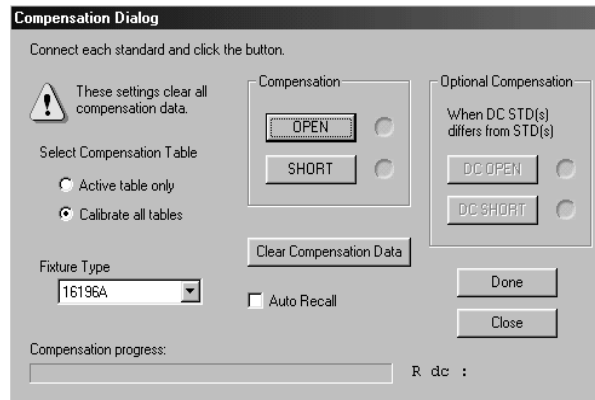 Compensation Dialog
Connect each standard and click the button.
These settings clear all
compensation data.
Select Compensation Table
Active table only
Calibrate all tables
Fixture Type
16196A
Compensation
OPEN
SHORT
Clear Compensation Data
Auto Recall
Optional Compensation
When DC STD(s)
differs from STD(s)
DC OPEN
DC SHORT
Done
Close
Compensation progress:
R dc :